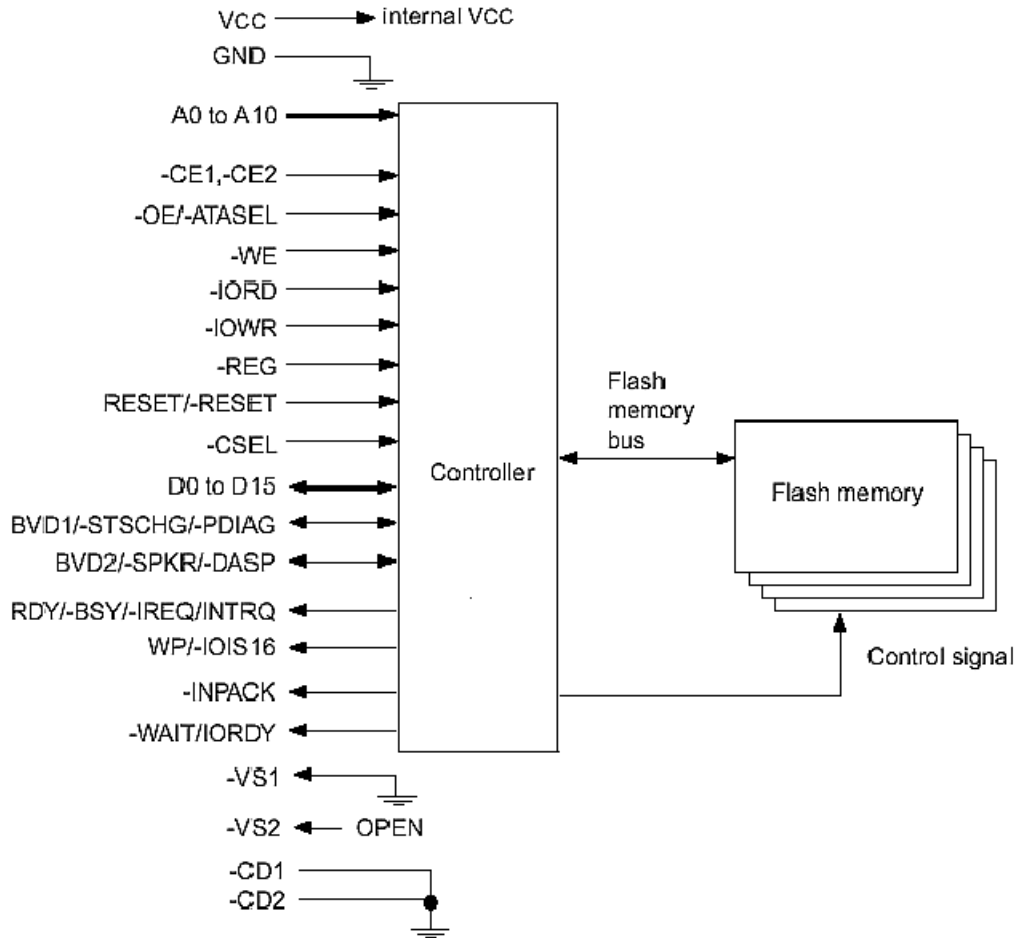 VCC internal VCC
GND
A0 to A10
-CE1,-CE2
-OE/-ATASEL
-WE
-IORD
-IOWR
-REG
RESET/-RESET
-CSEL
D0 to D15
BVD1/-STSCHG/-PDIAG
BVD2/-SPKR/-DASP
RDY/-BSY/-IREQ/INTRQ
WP/-IOIS16
-INPACK
-WAIT/IORDY
-VS1
-VS2 OPEN
-CD1
-CD2
Controller
Flash
memory
bus
Flash memory
Control signal